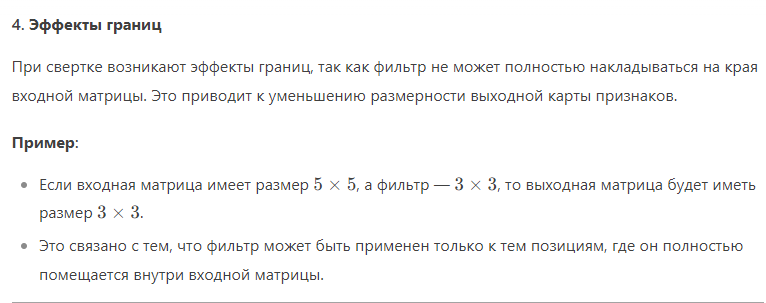 4. Эффекты границ
При свертке возникают эффекты границ, так как фильтр не может полностью накладываться на края
входной матрицы. Это приводит к уменьшению размерности выходной карты признаков.
Пример:
• Если входная матрица имеет размер 5 × 5, а фильтр — 3 × 3, то выходная матрица будет иметь
размер 3 × 3.
• Это связано с тем, что фильтр может быть применен только к тем позициям, где он полностью
помещается внутри входной матрицы.